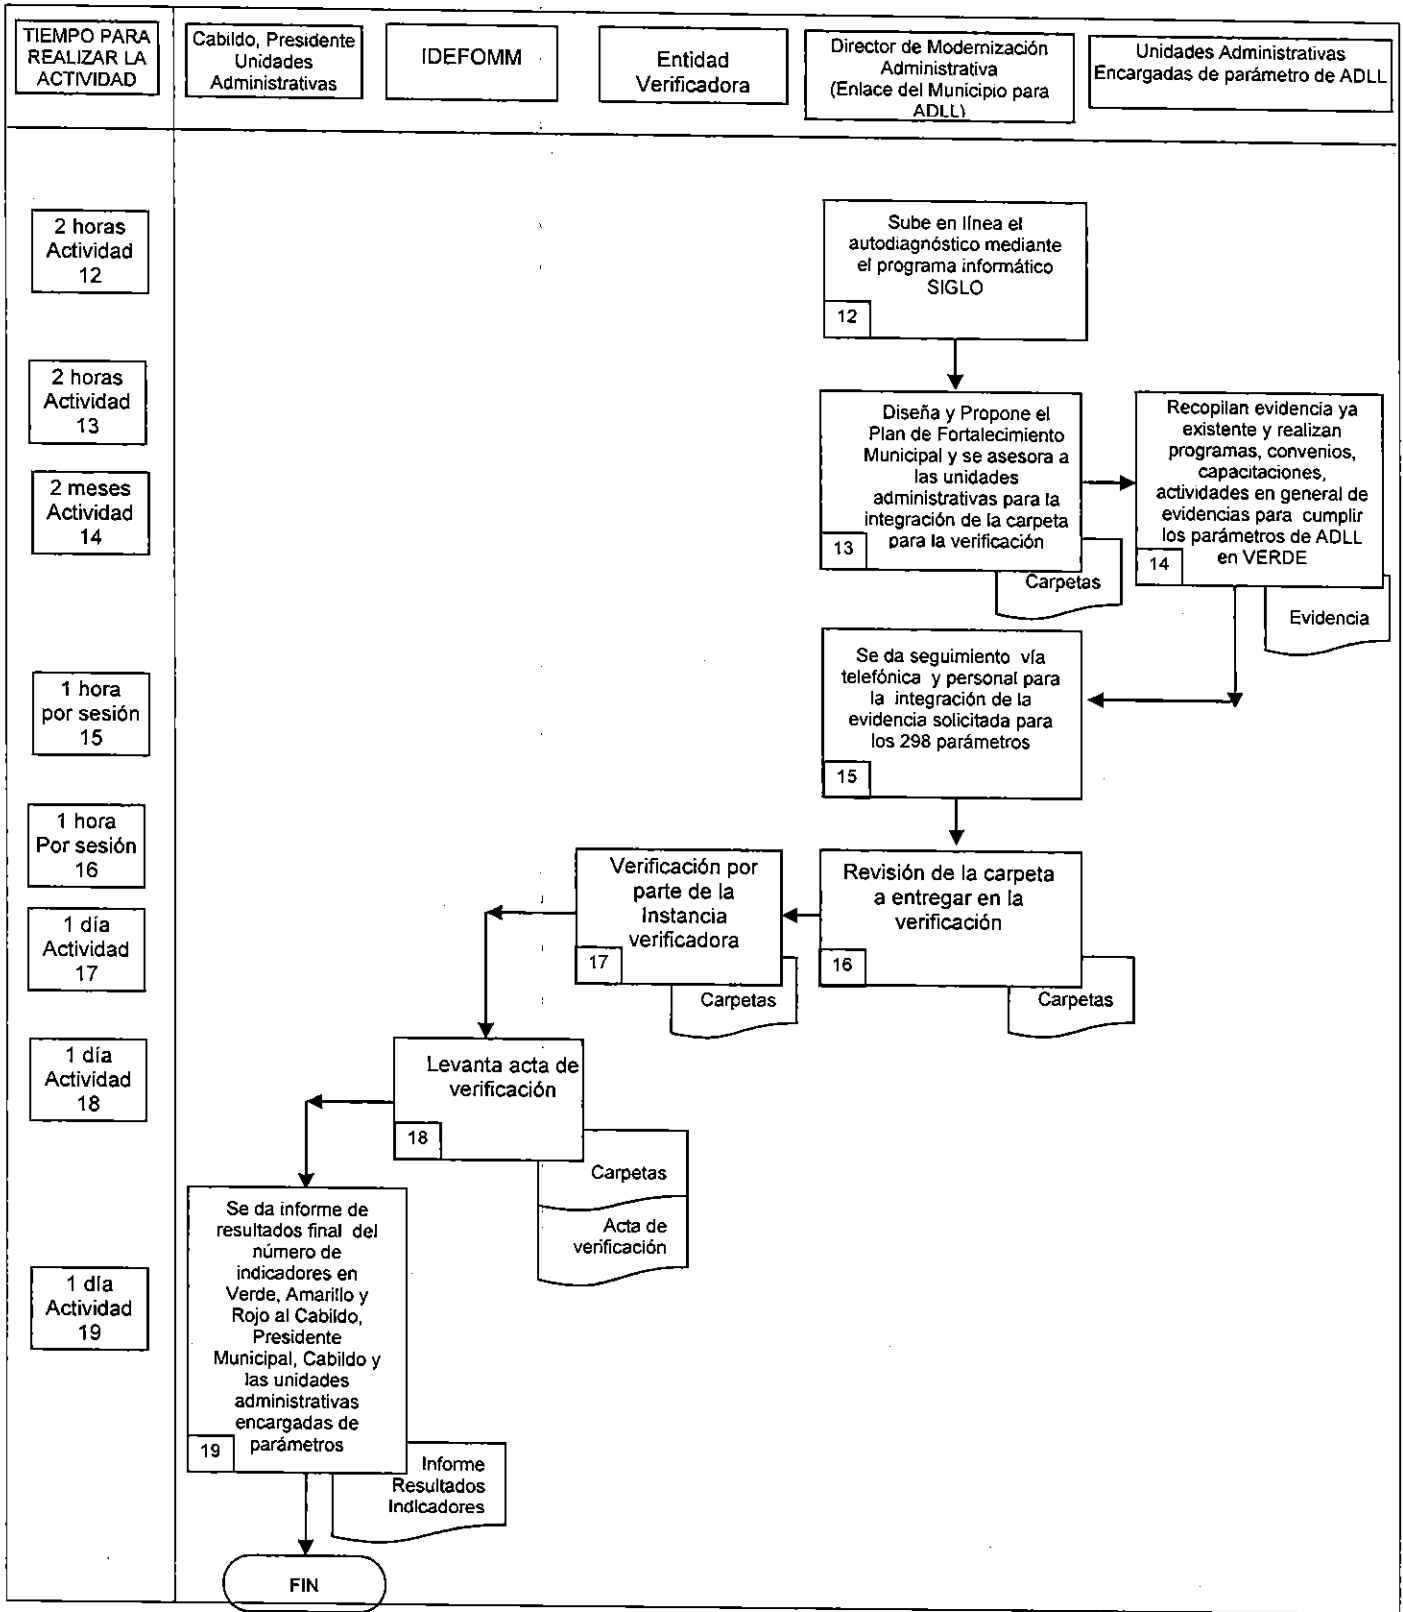 TIEMPO PARA
REALIZAR LA
ACTIVIDAD
Cabildo, Presidente
Unidades
Administrativas
IDEFOMM
Entidad
Verificadora
Director de Modernización
Administrativa
(Enlace del Municipio para
ADLL)
Unidades Administrativas
Encargadas de parámetro de ADLL
2 horas
Actividad
12
Sube en línea el
autodiagnóstico mediante
el programa informático
SIGLO
12
2 horas
Actividad
13
Diseña y Propone el
Plan de Fortalecimiento
Municipal y se asesora a
las unidades
administrativas para la
integración de la carpeta
para la verificación
13
Carpetas
2 meses
Actividad
14
Recopilan evidencia ya
existente y realizan
programas, convenios,
capacitaciones,
actividades en general de
evidencias para cumplir
los parámetros de ADLL
en VERDE
14
Evidencia
1 hora
por sesión
15
Se da seguimiento vía
telefónica y personal para
la integración de la
evidencia solicitada para
los 298 parámetros
15
1 hora
Por sesión
16
Revisión de la carpeta
a entregar en la
verificación
16
Carpetas
1 día
Actividad
17
Verificación por
parte de la
Instancia
verificadora
17
Carpetas
1 día
Actividad
18
Levanta acta de
verificación
18
Carpetas
Acta de
verificación
1 día
Actividad
19
Se da informe de
resultados final del
número de
indicadores en
Verde, Amarillo y
Rojo al Cabildo,
Presidente
Municipal, Cabildo y
las unidades
administrativas
encargadas de
parámetros
19
Informe
Resultados
Indicadores
FIN